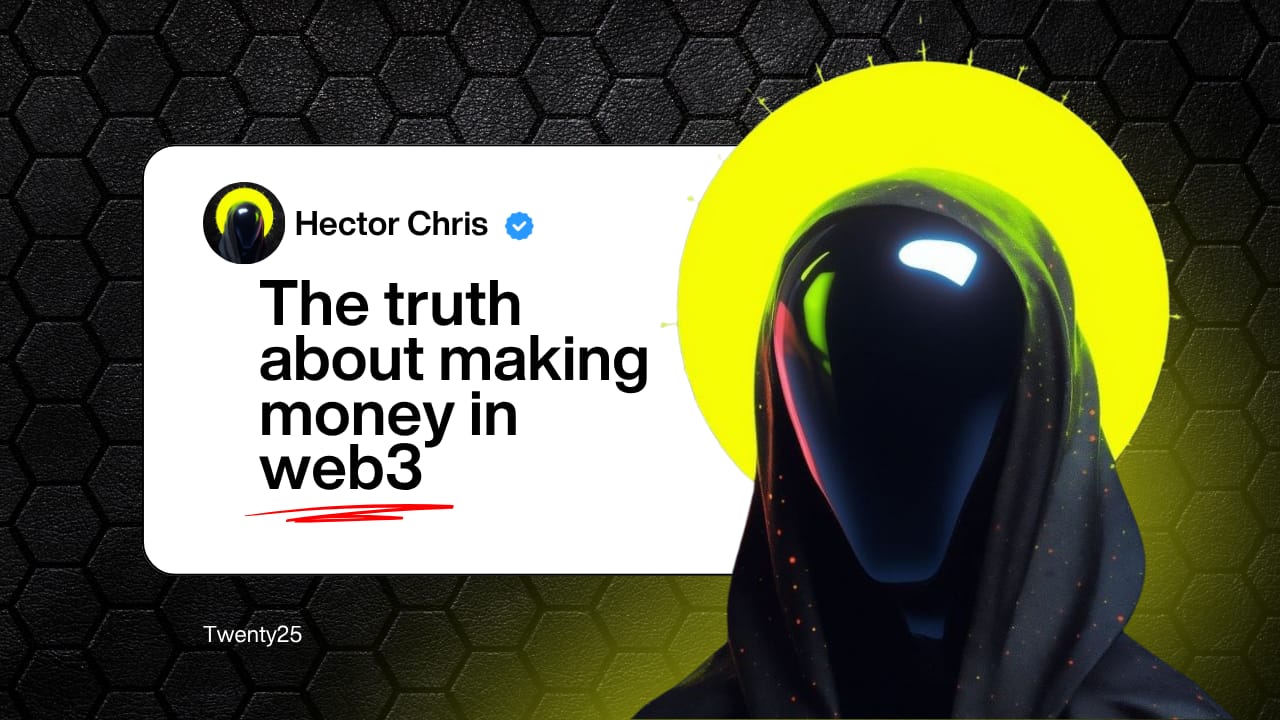 Hector Chris
The truth
about making
money in
web3
Twenty25